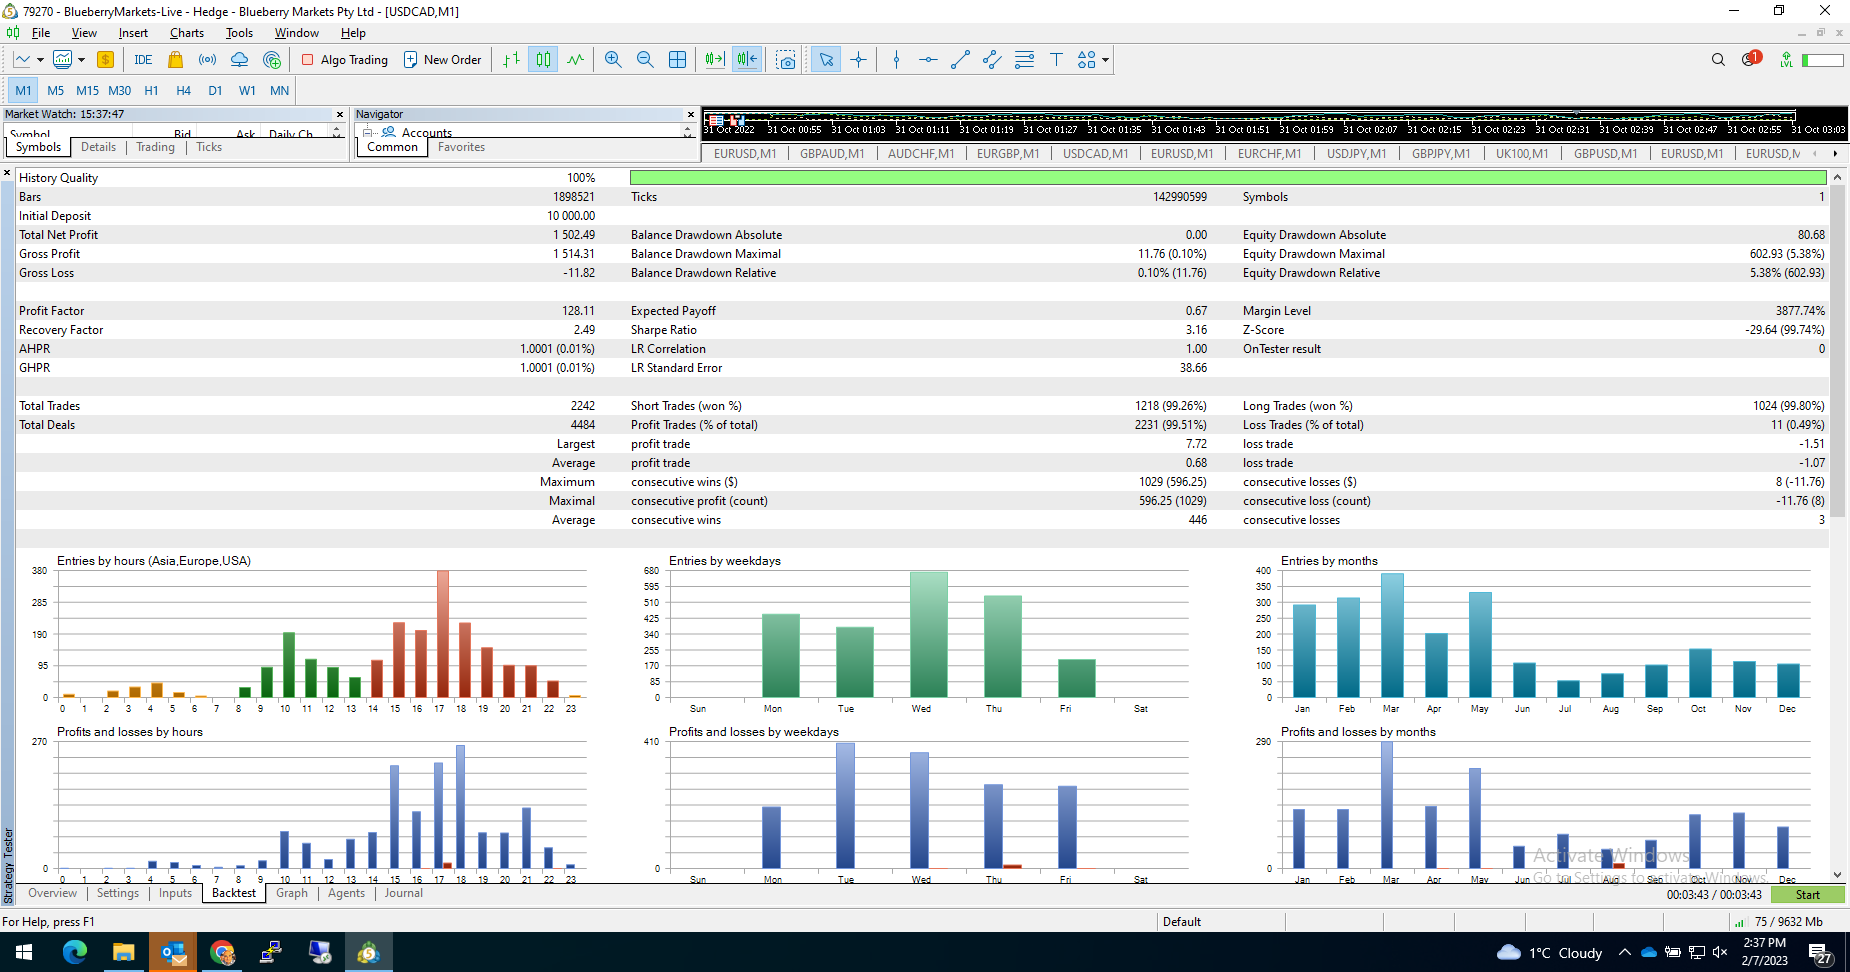 79270 - BlueberryMarkets-Live - Hedge - Blueberry Markets Pty Ltd - [USDCAD,M1]
File View Insert Charts Tools Window Help
IDE Algo Trading New Order 1 LVL
M1 M5 M15 M30 H1 H4 D1 W1 MN
Market Watch: 15:37:47
Symbol Bid Ask Daily Ch...
Symbols Details Trading Ticks
Navigator
Accounts
Common Favorites
31 Oct 2022 31 Oct 00:55 31 Oct 01:03 31 Oct 01:11 31 Oct 01:19 31 Oct 01:27 31 Oct 01:35 31 Oct 01:43 31 Oct 01:51 31 Oct 01:59 31 Oct 02:07 31 Oct 02:15 31 Oct 02:23 31 Oct 02:31 31 Oct 02:39 31 Oct 02:47 31 Oct 02:55 31 Oct 03:03
EURUSD,M1 GBPAUD,M1 AUDCHF,M1 EURGBP,M1 USDCAD,M1 EURUSD,M1 EURCHF,M1 USDJPY,M1 GBPJPY,M1 UK100,M1 GBPUSD,M1 EURUSD,M1 EURUSD,M
History Quality 100%
Bars 1898521 Ticks 142990599 Symbols 1
Initial Deposit 10 000.00
Total Net Profit 1 502.49 Balance Drawdown Absolute 0.00 Equity Drawdown Absolute 80.68
Gross Profit 1 514.31 Balance Drawdown Maximal 11.76 (0.10%) Equity Drawdown Maximal 602.93 (5.38%)
Gross Loss -11.82 Balance Drawdown Relative 0.10% (11.76) Equity Drawdown Relative 5.38% (602.93)
Profit Factor 128.11 Expected Payoff 0.67 Margin Level 3877.74%
Recovery Factor 2.49 Sharpe Ratio 3.16 Z-Score -29.64 (99.74%)
AHPR 1.0001 (0.01%) LR Correlation 1.00 OnTester result 0
GHPR 1.0001 (0.01%) LR Standard Error 38.66
Total Trades 2242 Short Trades (won %) 1218 (99.26%) Long Trades (won %) 1024 (99.80%)
Total Deals 4484 Profit Trades (% of total) 2231 (99.51%) Loss Trades (% of total) 11 (0.49%)
Largest profit trade 7.72 loss trade -1.51
Average profit trade 0.68 loss trade -1.07
Maximum consecutive wins ($) 1029 (596.25) consecutive losses ($) 8 (-11.76)
Maximal consecutive profit (count) 596.25 (1029) consecutive loss (count) -11.76 (8)
Average consecutive wins 446 consecutive losses 3
Entries by hours (Asia,Europe,USA)
380
285
190
95
0
0 1 2 3 4 5 6 7 8 9 10 11 12 13 14 15 16 17 18 19 20 21 22 23
Entries by weekdays
680
595
510
425
340
255
170
85
0
Sun Mon Tue Wed Thu Fri Sat
Entries by months
400
350
300
250
200
150
100
50
0
Jan Feb Mar Apr May Jun Jul Aug Sep Oct Nov Dec
Profits and losses by hours
270
0
0 1 2 3 4 5 6 7 8 9 10 11 12 13 14 15 16 17 18 19 20 21 22 23
Profits and losses by weekdays
410
0
Sun Mon Tue Wed Thu Fri Sat
Profits and losses by months
290
0
Jan Feb Mar Apr May Jun Jul Aug Sep Oct Nov Dec
Activate Windows
Go to Settings to activate Windows.
Strategy Tester
Overview Settings Inputs Backtest Graph Agents Journal
00:03:43 / 00:03:43 Start
For Help, press F1 Default 75 / 9632 Mb
1°C Cloudy
2:37 PM
2/7/2023
27